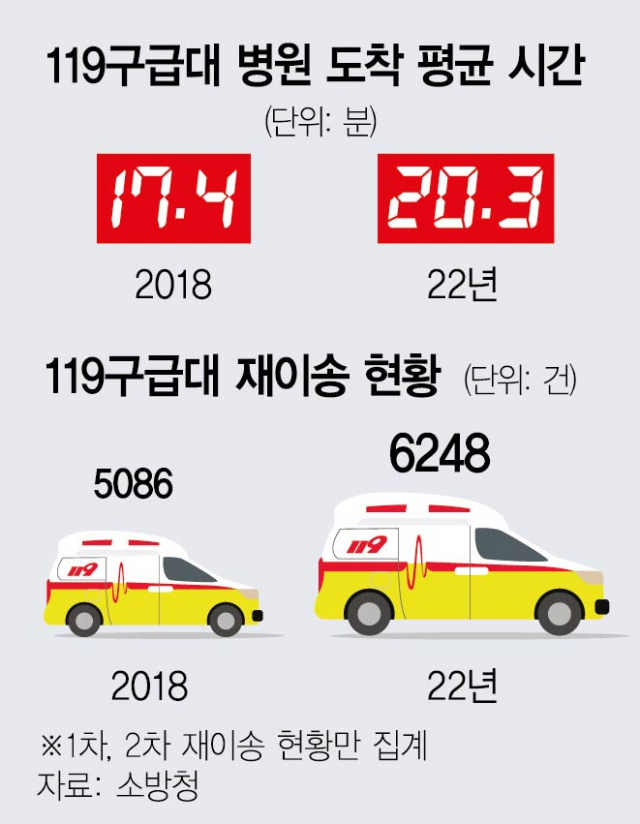 119구급대 병원 도착 평균 시간
(단위: 분)
17.4 20.3
2018 22년
119구급대 재이송 현황 (단위: 건)
5086 6248
119 119
2018 22년
※1차, 2차 재이송 현황만 집계
자료: 소방청